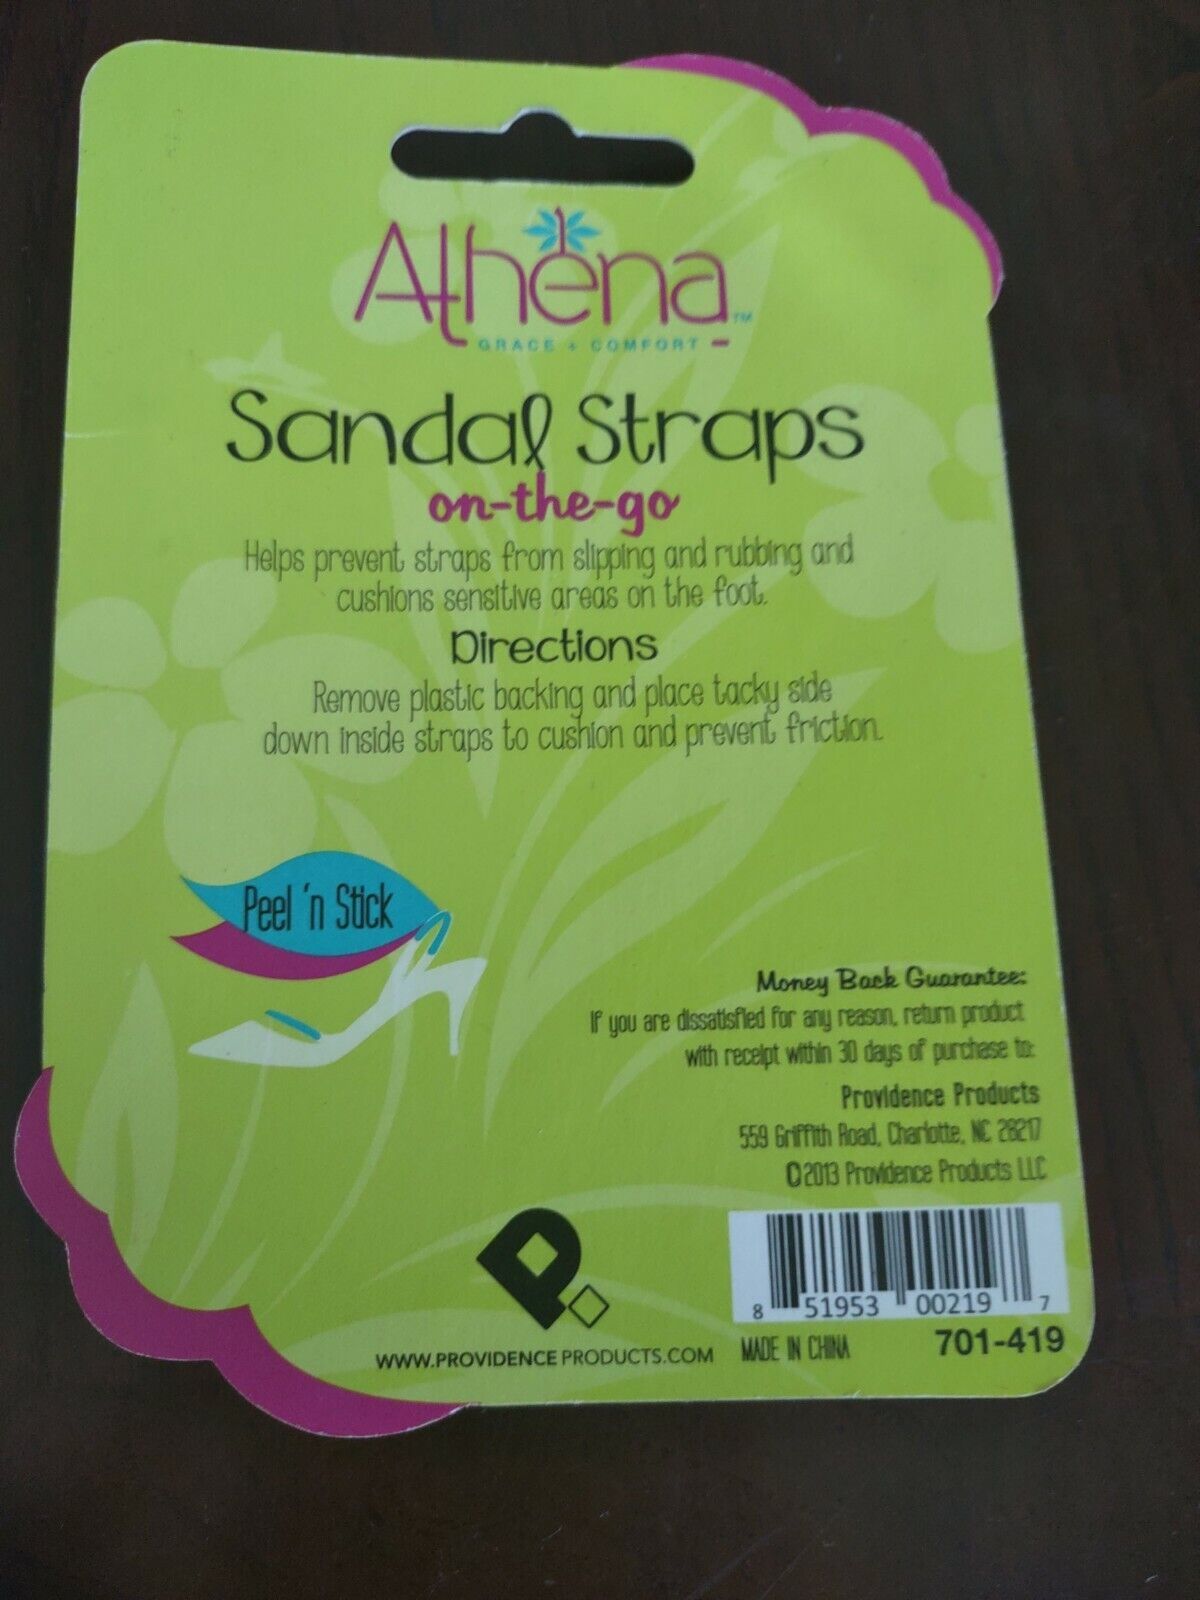 Athena™
GRACE + COMFORT
Sandal Straps
on-the-go
Helps prevent straps from slipping and rubbing and
cushions sensitive areas on the foot.
Directions
Remove plastic backing and place tacky side
down inside straps to cushion and prevent friction.
Peel 'n Stick
Money Back Guarantee:
If you are dissatisfied for any reason, return product
with receipt within 30 days of purchase to:
Providence Products
559 Griffith Road, Charlotte, NC 28217
©2013 Providence Products LLC
8 51953 00219 7
WWW.PROVIDENCEPRODUCTS.COM MADE IN CHINA 701-419